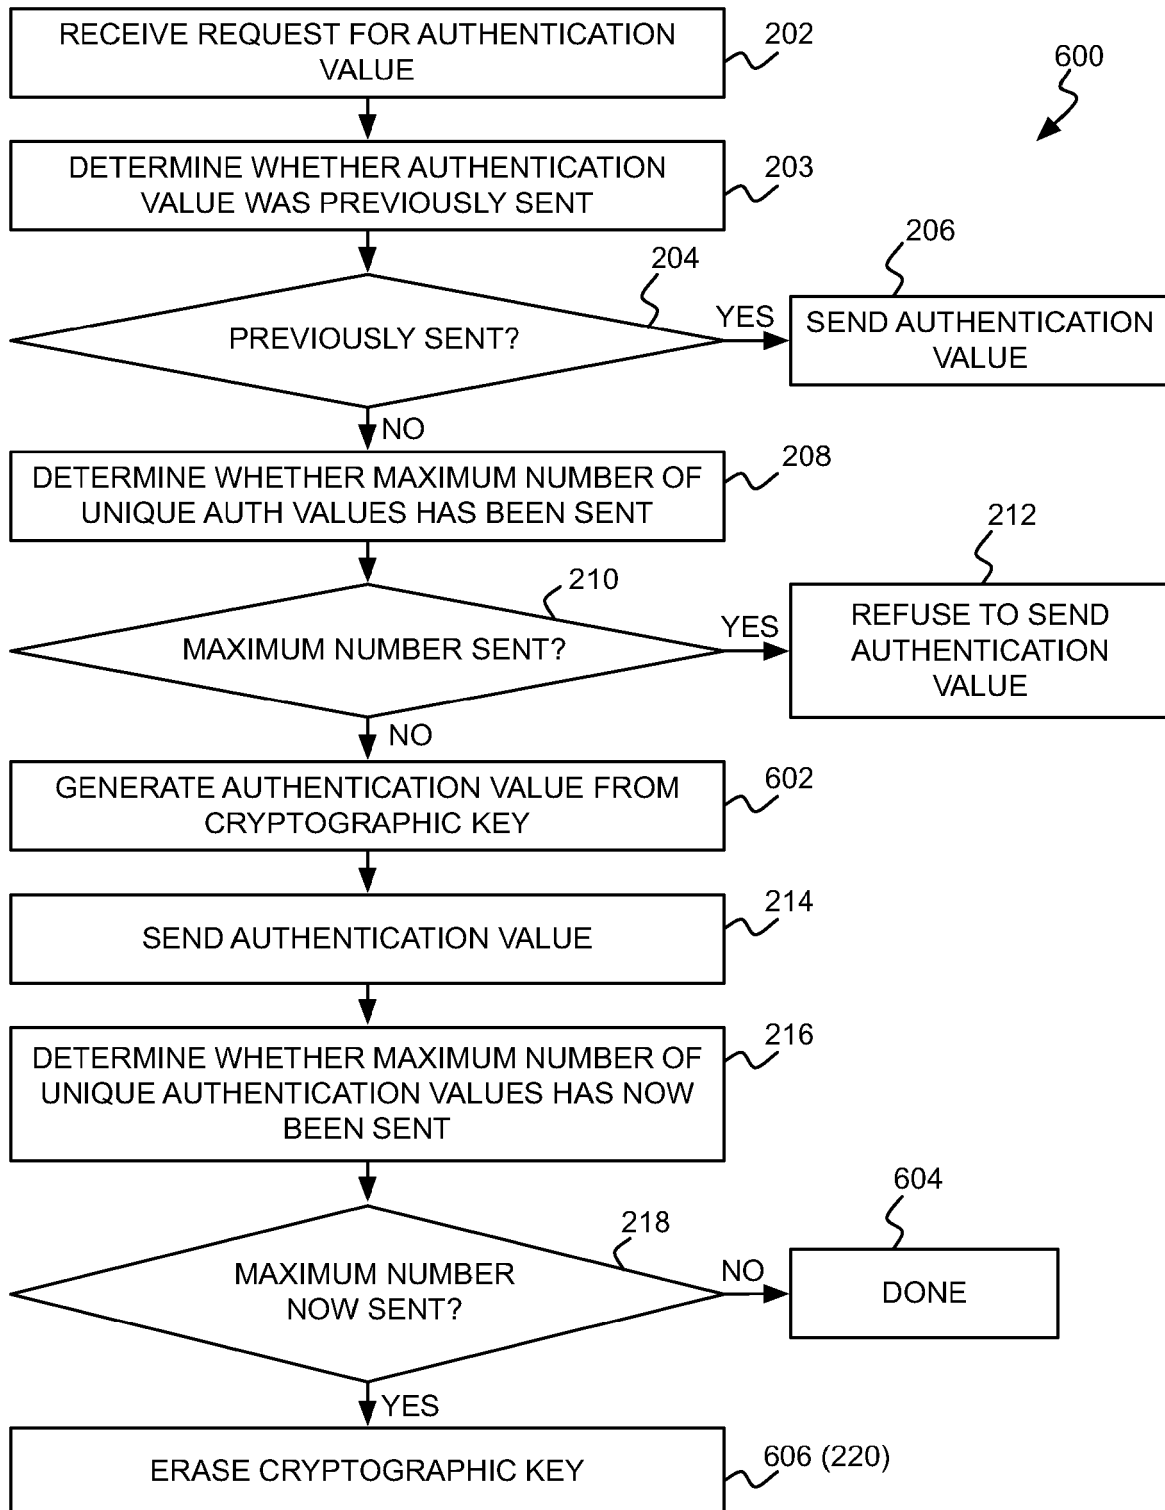 RECEIVE REQUEST FOR AUTHENTICATION
VALUE
202
600
DETERMINE WHETHER AUTHENTICATION
VALUE WAS PREVIOUSLY SENT
203
204
206
PREVIOUSLY SENT?
YES
SEND AUTHENTICATION
VALUE
NO
DETERMINE WHETHER MAXIMUM NUMBER OF
UNIQUE AUTH VALUES HAS BEEN SENT
208
210
212
MAXIMUM NUMBER SENT?
YES
REFUSE TO SEND
AUTHENTICATION
VALUE
NO
GENERATE AUTHENTICATION VALUE FROM
CRYPTOGRAPHIC KEY
602
SEND AUTHENTICATION VALUE
214
DETERMINE WHETHER MAXIMUM NUMBER OF
UNIQUE AUTHENTICATION VALUES HAS NOW
BEEN SENT
216
218
604
MAXIMUM NUMBER
NOW SENT?
NO
DONE
YES
ERASE CRYPTOGRAPHIC KEY
606 (220)